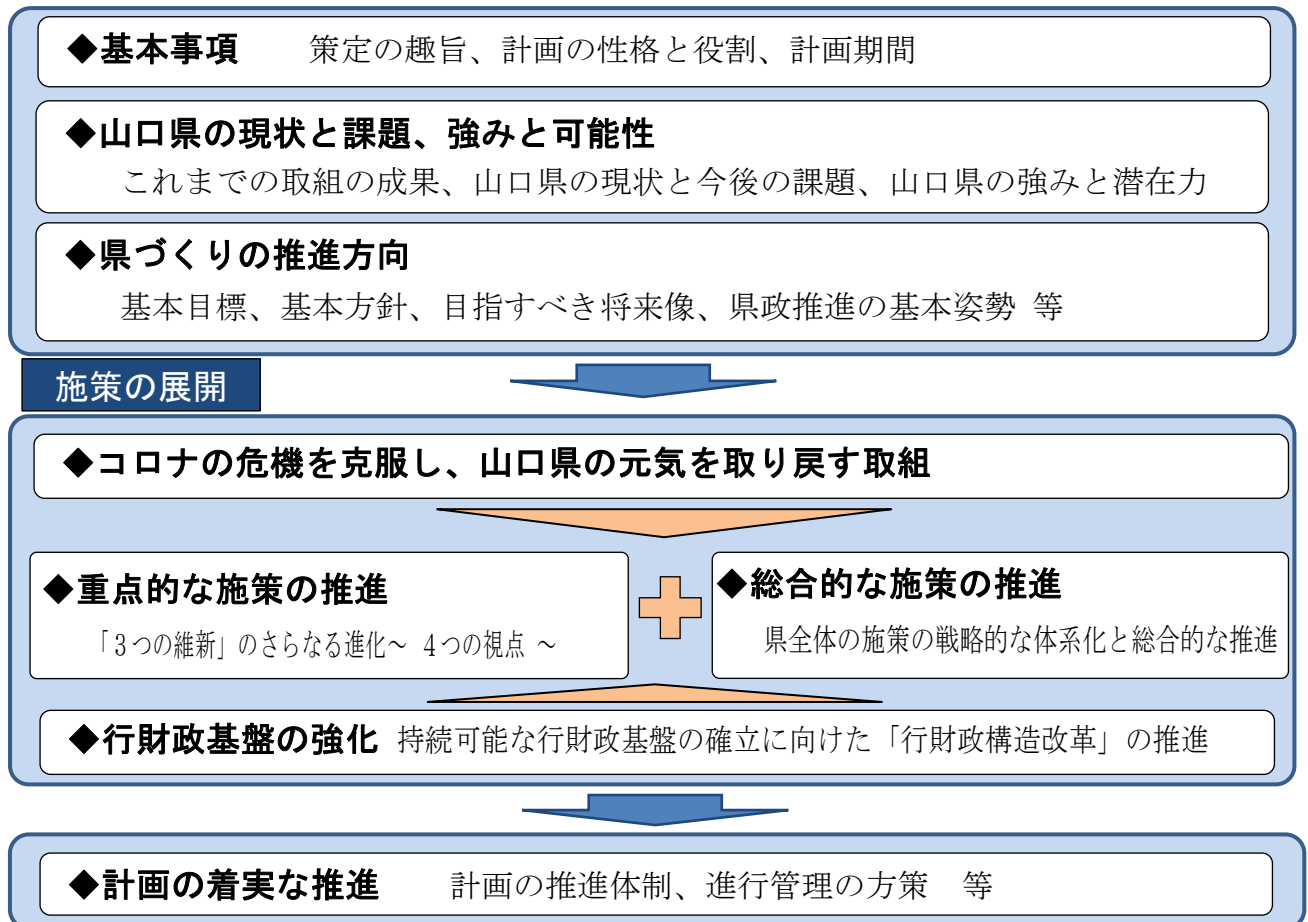 ◆基本事項 策定の趣旨、計画の性格と役割、計画期間
◆山口県の現状と課題、強みと可能性
これまでの取組の成果、山口県の現状と今後の課題、山口県の強みと潜在力
◆県づくりの推進方向
基本目標、基本方針、目指すべき将来像、県政推進の基本姿勢 等
施策の展開
◆コロナの危機を克服し、山口県の元気を取り戻す取組
◆重点的な施策の推進
「3つの維新」のさらなる進化～ 4つの視点 ～
◆総合的な施策の推進
県全体の施策の戦略的な体系化と総合的な推進
◆行財政基盤の強化 持続可能な行財政基盤の確立に向けた「行財政構造改革」の推進
◆計画の着実な推進 計画の推進体制、進行管理の方策 等